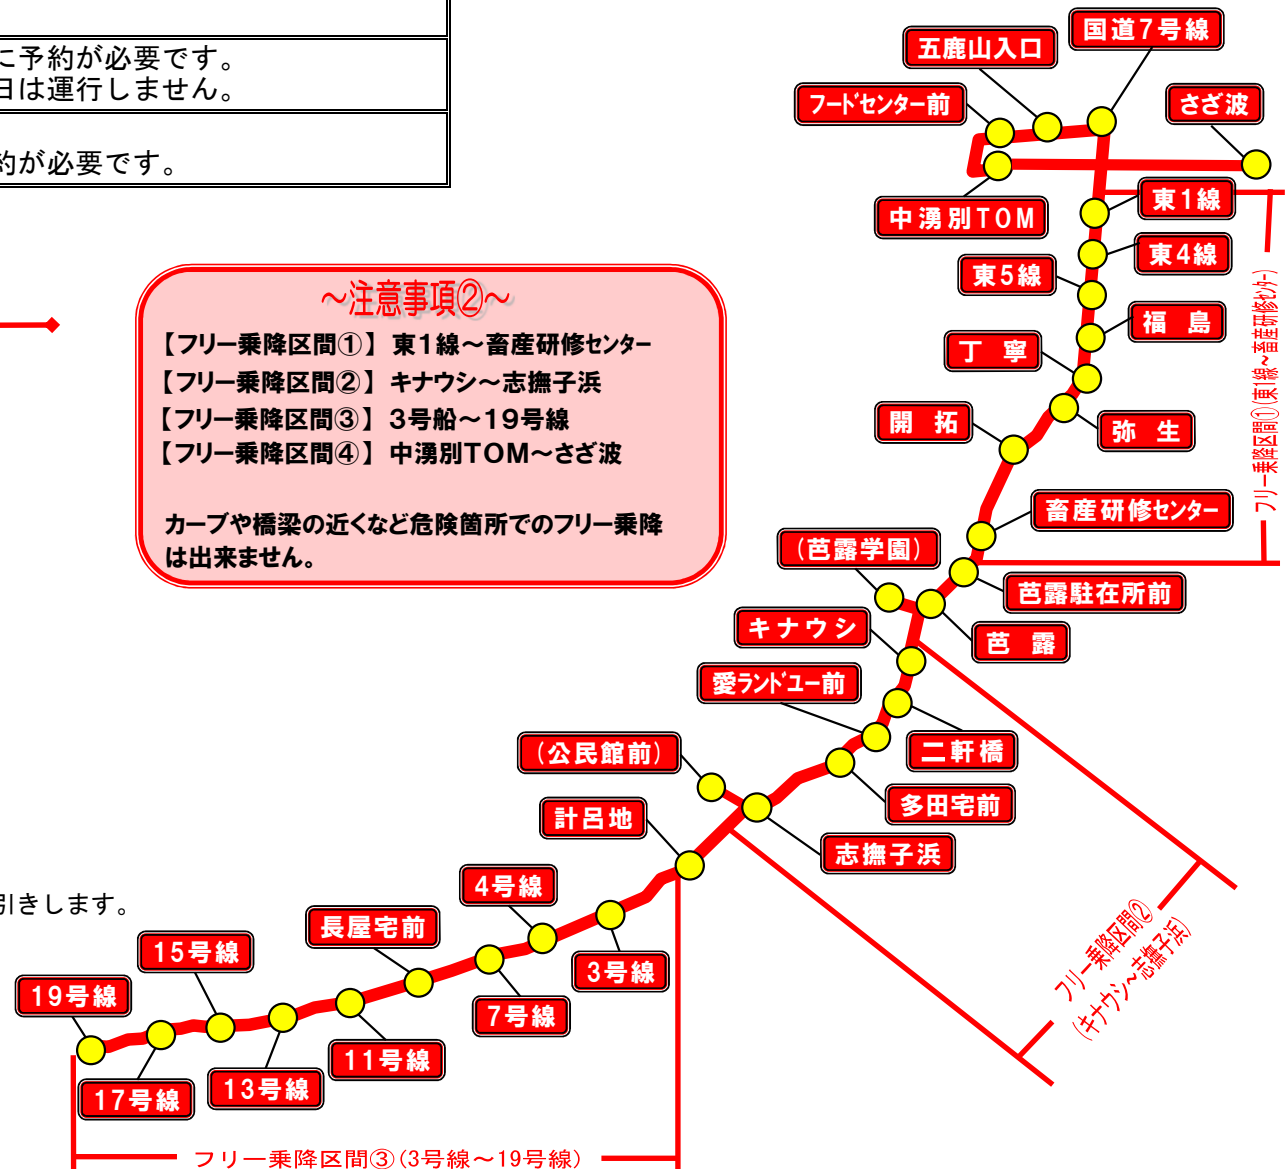 に予約が必要です。
日は運行しません。
約が必要です。
国道7号線
五鹿山入口
フードセンター前
さざ波
中湧別TOM
東1線
東4線
東5線
福島
丁寧
弥生
開拓
畜産研修センター
フリー乗降区間①(東1線～畜産研修センター)
～注意事項②～
【フリー乗降区間①】東1線～畜産研修センター
【フリー乗降区間②】キナウシ～志撫子浜
【フリー乗降区間③】3号船～19号線
【フリー乗降区間④】中湧別TOM～さざ波
カーブや橋梁の近くなど危険箇所でのフリー乗降
は出来ません。
(芭露学園)
芭露駐在所前
芭露
キナウシ
愛ランドユー前
二軒橋
(公民館前)
多田宅前
計呂地
志撫子浜
フリー乗降区間②
(キナウシ～志撫子浜)
引きします。
4号線
長屋宅前
3号線
15号線
7号線
19号線
11号線
13号線
17号線
フリー乗降区間③(3号線～19号線)